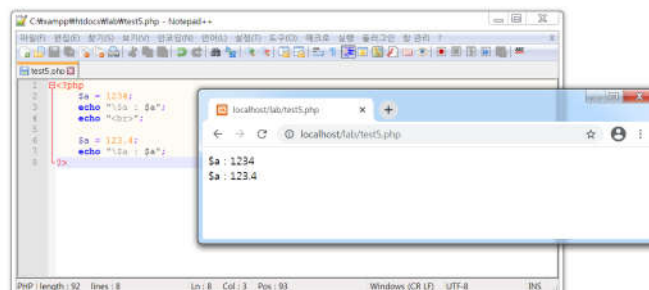 C:\xampp\htdocs\lab\test5.php - Notepad++
test5.php
1 <?php
2 $a = 1234;
3 echo "\$a : $a";
4 echo "<br>";
5
6 $a = 123.4;
7 echo "\$a : $a";
8 ?>
localhost/lab/test5.php
localhost/lab/test5.php
$a : 1234
$a : 123.4
PHP length : 92 lines : 8 Ln : 8 Col : 3 Pos : 93 Windows (CR LF) UTF-8 INS